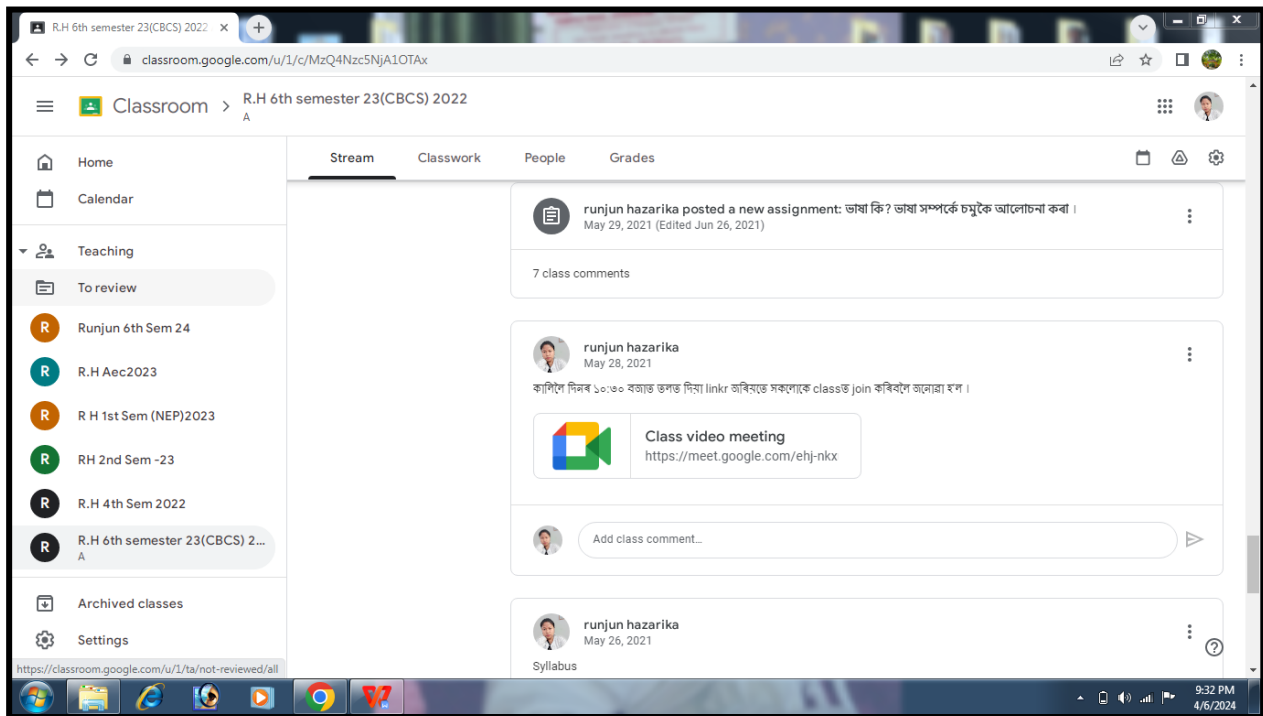 R.H 6th semester 23(CBCS) 2022
classroom.google.com/u/1/c/MzQ4Nzc5NjA1OTAx
Classroom > R.H 6th semester 23(CBCS) 2022
A
Home
Calendar
Teaching
To review
R Runjun 6th Sem 24
R R.H Aec2023
R R H 1st Sem (NEP)2023
R RH 2nd Sem -23
R R.H 4th Sem 2022
R R.H 6th semester 23(CBCS) 2...
A
Archived classes
Settings
https://classroom.google.com/u/1/ta/not-reviewed/all
Stream Classwork People Grades
runjun hazarika posted a new assignment: ভাষা কি? ভাষা সম্পৰ্কে চমুকৈ আলোচনা কৰা ।
May 29, 2021 (Edited Jun 26, 2021)
7 class comments
runjun hazarika
May 28, 2021
কালিলৈ দিনৰ ১০:৩০ বজাত তলত দিয়া linkr জৰিয়তে সকলোকে classত join কৰিবলৈ জনোৱা হ'ল ।
Class video meeting
https://meet.google.com/ehj-nkx
Add class comment...
runjun hazarika
May 26, 2021
Syllabus
9:32 PM
4/6/2024